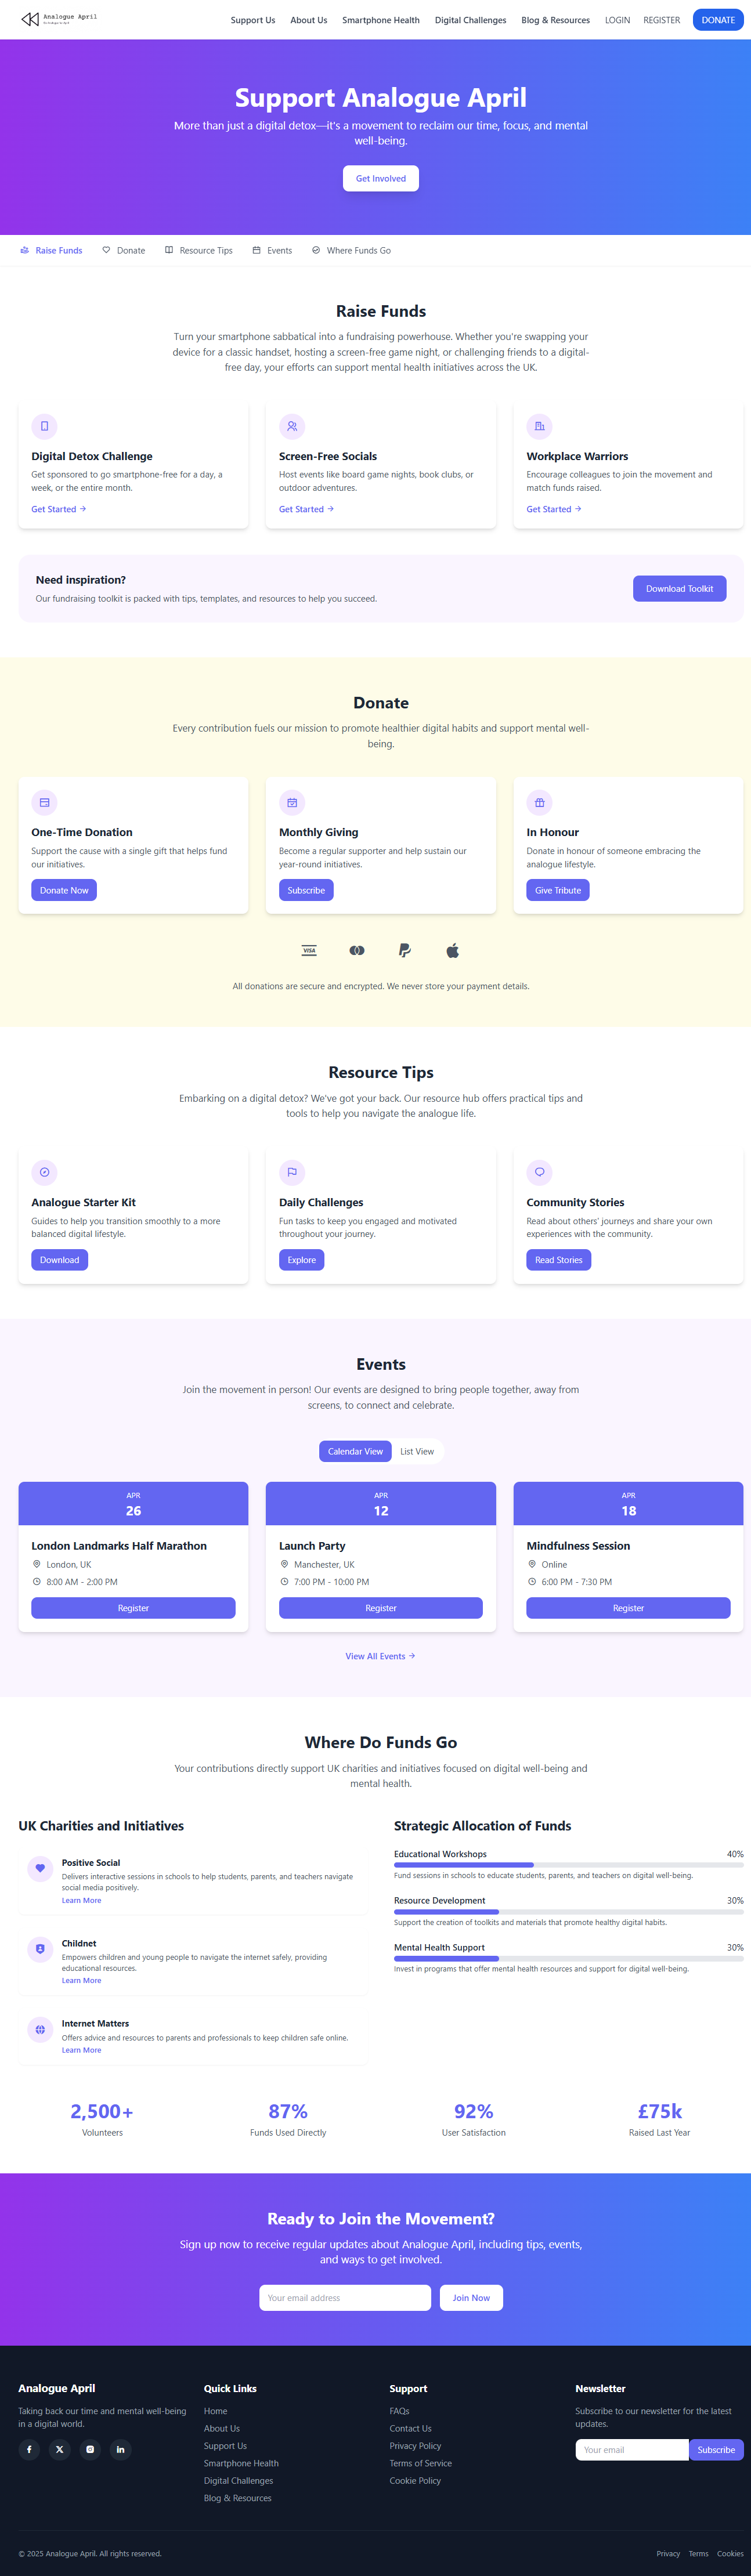 Analogue April
Support Us
About Us
Smartphone Health
Digital Challenges
Blog & Resources
LOGIN
REGISTER
DONATE
Support Analogue April
More than just a digital detox—it's a movement to reclaim our time, focus, and mental
well-being.
Get Involved
Raise Funds
Donate
Resource Tips
Events
Where Funds Go
Raise Funds
Turn your smartphone sabbatical into a fundraising powerhouse. Whether you're swapping your
device for a classic handset, hosting a screen-free game night, or challenging friends to a digital-
free day, your efforts can support mental health initiatives across the UK.
Digital Detox Challenge
Get sponsored to go smartphone-free for a day, a
week, or the entire month.
Get Started →
Screen-Free Socials
Host events like board game nights, book clubs, or
outdoor adventures.
Get Started →
Workplace Warriors
Encourage colleagues to join the movement and
match funds raised.
Get Started →
Need inspiration?
Our fundraising toolkit is packed with tips, templates, and resources to help you succeed.
Download Toolkit
Donate
Every contribution fuels our mission to promote healthier digital habits and support mental well-
being.
One-Time Donation
Support the cause with a single gift that helps fund
our initiatives.
Donate Now
Monthly Giving
Become a regular supporter and help sustain our
year-round initiatives.
Subscribe
In Honour
Donate in honour of someone embracing the
analogue lifestyle.
Give Tribute
VISA
All donations are secure and encrypted. We never store your payment details.
Resource Tips
Embarking on a digital detox? We've got your back. Our resource hub offers practical tips and
tools to help you navigate the analogue life.
Analogue Starter Kit
Guides to help you transition smoothly to a more
balanced digital lifestyle.
Download
Daily Challenges
Fun tasks to keep you engaged and motivated
throughout your journey.
Explore
Community Stories
Read about others' journeys and share your own
experiences with the community.
Read Stories
Events
Join the movement in person! Our events are designed to bring people together, away from
screens, to connect and celebrate.
Calendar View
List View
APR
26
London Landmarks Half Marathon
London, UK
8:00 AM - 2:00 PM
Register
APR
12
Launch Party
Manchester, UK
7:00 PM - 10:00 PM
Register
APR
18
Mindfulness Session
Online
6:00 PM - 7:30 PM
Register
View All Events →
Where Do Funds Go
Your contributions directly support UK charities and initiatives focused on digital well-being and
mental health.
UK Charities and Initiatives
Positive Social
Delivers interactive sessions in schools to help students, parents, and teachers navigate
social media positively.
Learn More
Childnet
Empowers children and young people to navigate the internet safely, providing
educational resources.
Learn More
Internet Matters
Offers advice and resources to parents and professionals to keep children safe online.
Learn More
Strategic Allocation of Funds
Educational Workshops 40%
Fund sessions in schools to educate students, parents, and teachers on digital well-being.
Resource Development 30%
Support the creation of toolkits and materials that promote healthy digital habits.
Mental Health Support 30%
Invest in programs that offer mental health resources and support for digital well-being.
2,500+
Volunteers
87%
Funds Used Directly
92%
User Satisfaction
£75k
Raised Last Year
Ready to Join the Movement?
Sign up now to receive regular updates about Analogue April, including tips, events,
and ways to get involved.
Your email address
Join Now
Analogue April
Taking back our time and mental well-being
in a digital world.
Quick Links
Home
About Us
Support Us
Smartphone Health
Digital Challenges
Blog & Resources
Support
FAQs
Contact Us
Privacy Policy
Terms of Service
Cookie Policy
Newsletter
Subscribe to our newsletter for the latest
updates.
Your email
Subscribe
© 2025 Analogue April. All rights reserved.
Privacy
Terms
Cookies